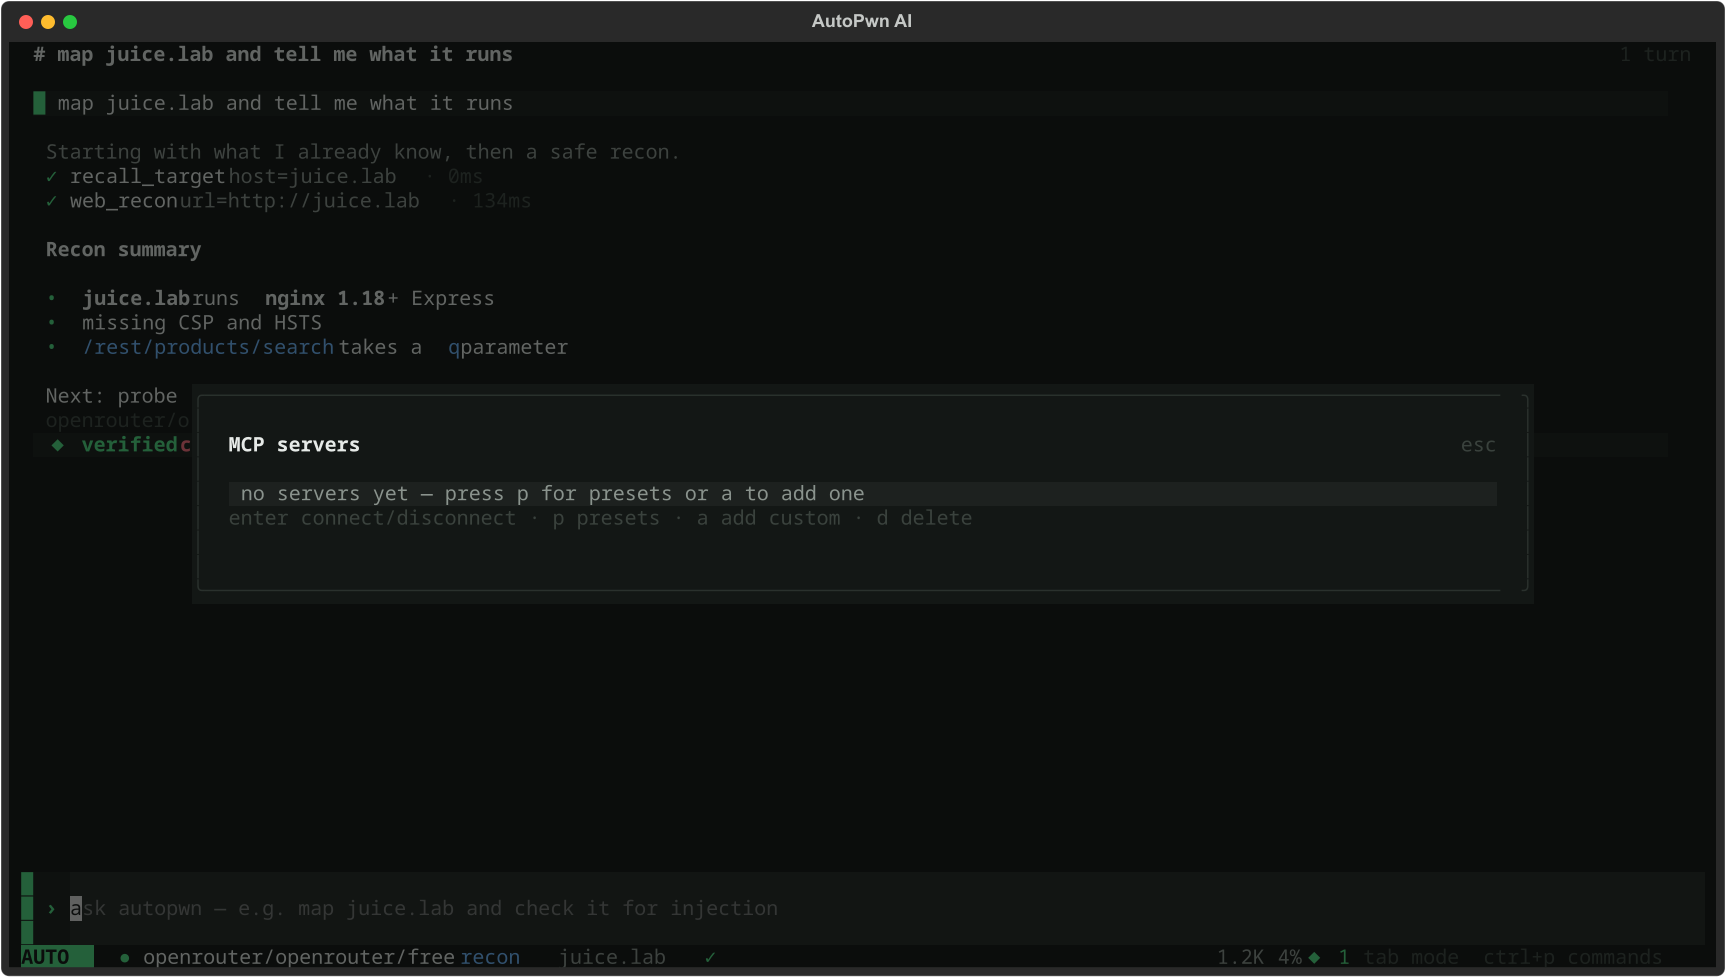 AutoPwn AI
# map juice.lab and tell me what it runs 1 turn
map juice.lab and tell me what it runs
Starting with what I already know, then a safe recon.
✓ recall_target host=juice.lab · 0ms
✓ web_recon url=http://juice.lab · 134ms
Recon summary
• juice.lab runs nginx 1.18 + Express
• missing CSP and HSTS
• /rest/products/search takes a q parameter
Next: probe
openrouter/o
◆ verified c
MCP servers esc
no servers yet — press p for presets or a to add one
enter connect/disconnect · p presets · a add custom · d delete
› ask autopwn — e.g. map juice.lab and check it for injection
AUTO ● openrouter/openrouter/free recon juice.lab ✓ 1.2K 4% ◆ 1 tab mode ctrl+p commands